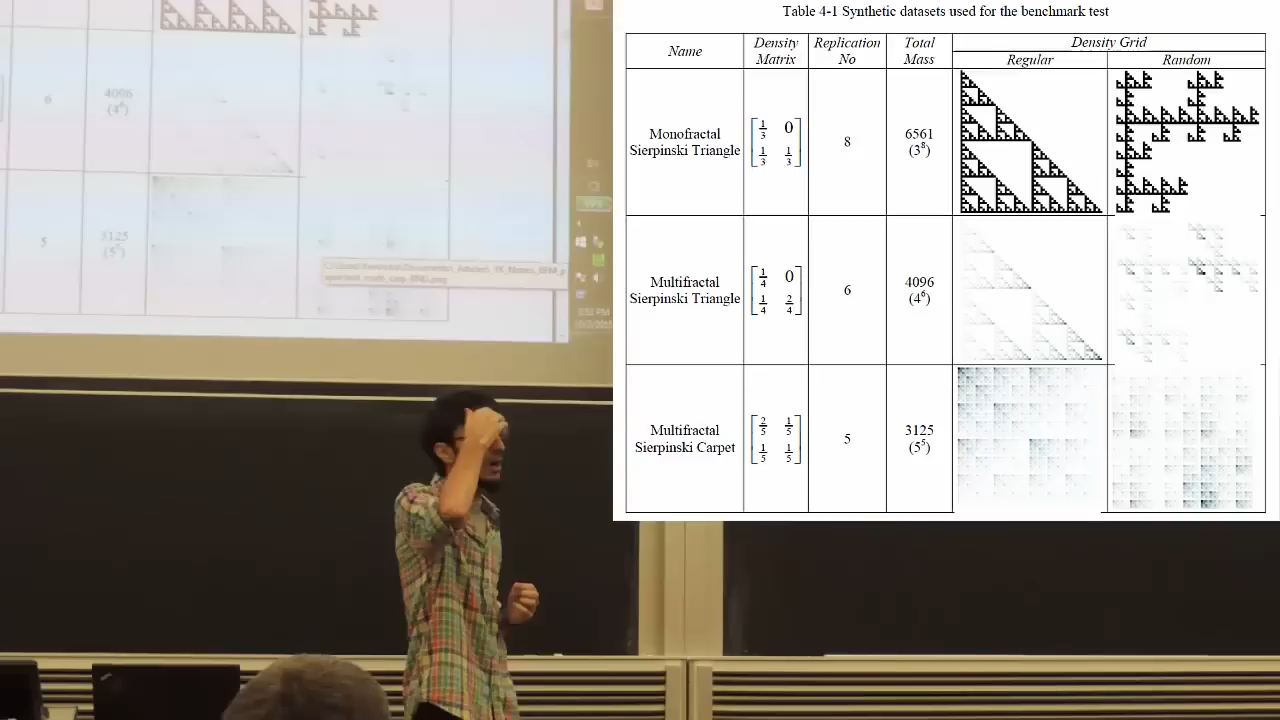 Table 4-1 Synthetic datasets used for the benchmark test
Name
Density
Matrix
Replication
No
Total
Mass
Density Grid
Regular
Random
Monofractal
Sierpinski Triangle
1/3 0
1/3 1/3
8
6561
(3^8)
Multifractal
Sierpinski Triangle
1/4 0
1/4 2/4
6
4096
(4^6)
Multifractal
Sierpinski Carpet
2/5 1/5
1/5 1/5
5
3125
(5^5)
6
4096
(4^6)
5
3125
(5^5)